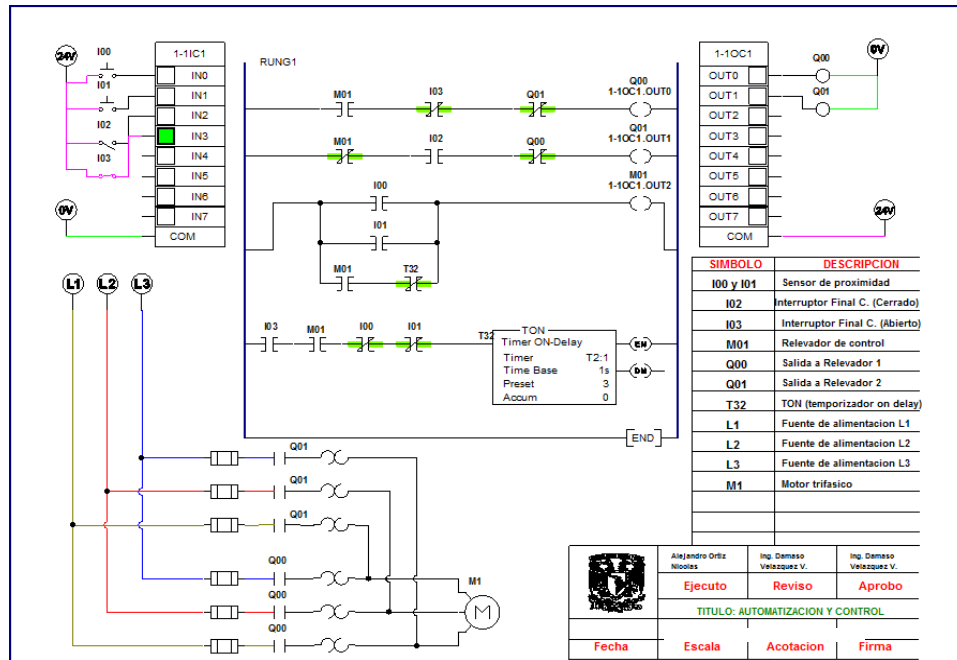 24V
I00
I01
I02
I03
0V
1-1IC1
IN0
IN1
IN2
IN3
IN4
IN5
IN6
IN7
COM
RUNG1
M01
I03
Q01
Q00
1-1OC1.OUT0
M01
I02
Q00
Q01
1-1OC1.OUT1
I00
M01
1-1OC1.OUT2
I01
M01
T32
I03
M01
I00
I01
T32
TON
Timer ON-Delay
Timer T2:1
Time Base 1s
Preset 3
Accum 0
EN
DN
END
1-1OC1
OUT0
OUT1
OUT2
OUT3
OUT4
OUT5
OUT6
OUT7
COM
Q00
Q01
0V
24V
L1
L2
L3
Q01
Q01
Q01
Q00
Q00
Q00
M1
M
SIMBOLO DESCRIPCION
I00 y I01 Sensor de proximidad
I02 Interruptor Final C. (Cerrado)
I03 Interruptor Final C. (Abierto)
M01 Relevador de control
Q00 Salida a Relevador 1
Q01 Salida a Relevador 2
T32 TON (temporizador on delay)
L1 Fuente de alimentacion L1
L2 Fuente de alimentacion L2
L3 Fuente de alimentacion L3
M1 Motor trifasico
Alejandro Ortiz Nicolas
Ing. Damaso Velazquez V.
Ing. Damaso Velazquez V.
Ejecuto Reviso Aprobo
TITULO: AUTOMATIZACION Y CONTROL
Fecha Escala Acotacion Firma